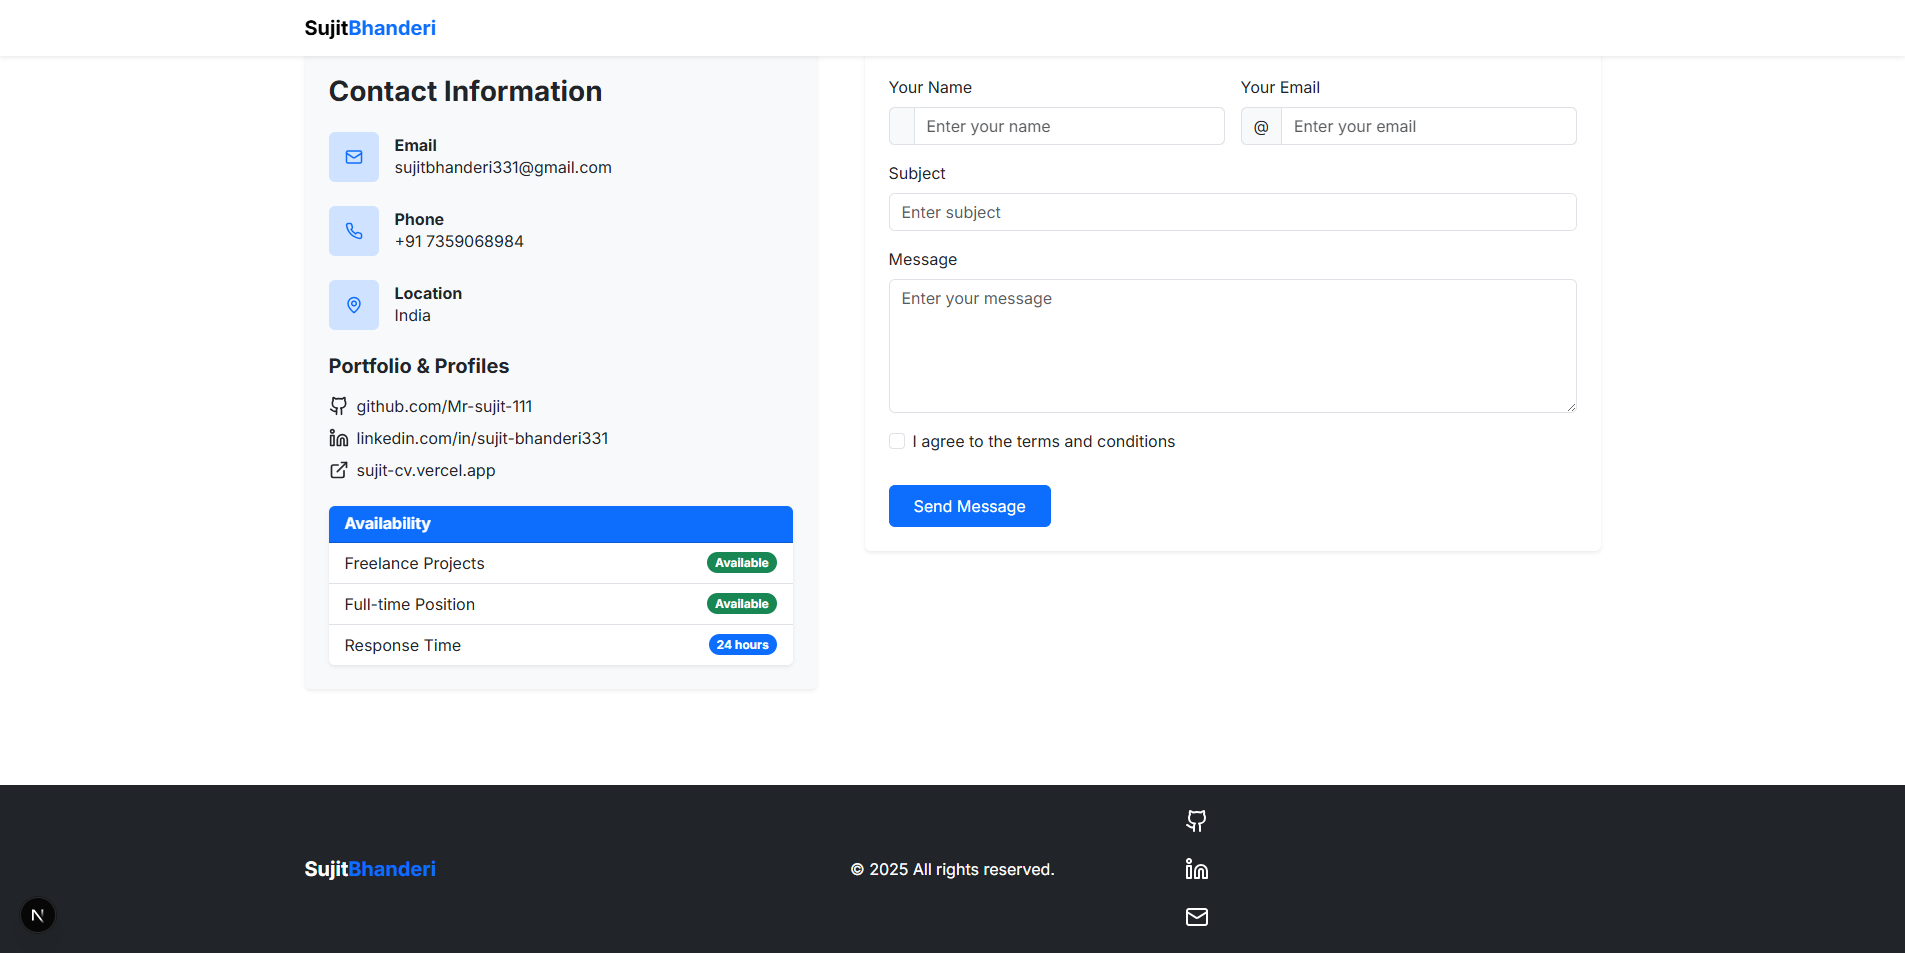 SujitBhanderi
Contact Information
Email
sujitbhanderi331@gmail.com
Phone
+91 7359068984
Location
India
Portfolio & Profiles
github.com/Mr-sujit-111
linkedin.com/in/sujit-bhanderi331
sujit-cv.vercel.app
Availability
Freelance Projects Available
Full-time Position Available
Response Time 24 hours
Your Name
Enter your name
Your Email
@ Enter your email
Subject
Enter subject
Message
Enter your message
I agree to the terms and conditions
Send Message
SujitBhanderi
© 2025 All rights reserved.
N